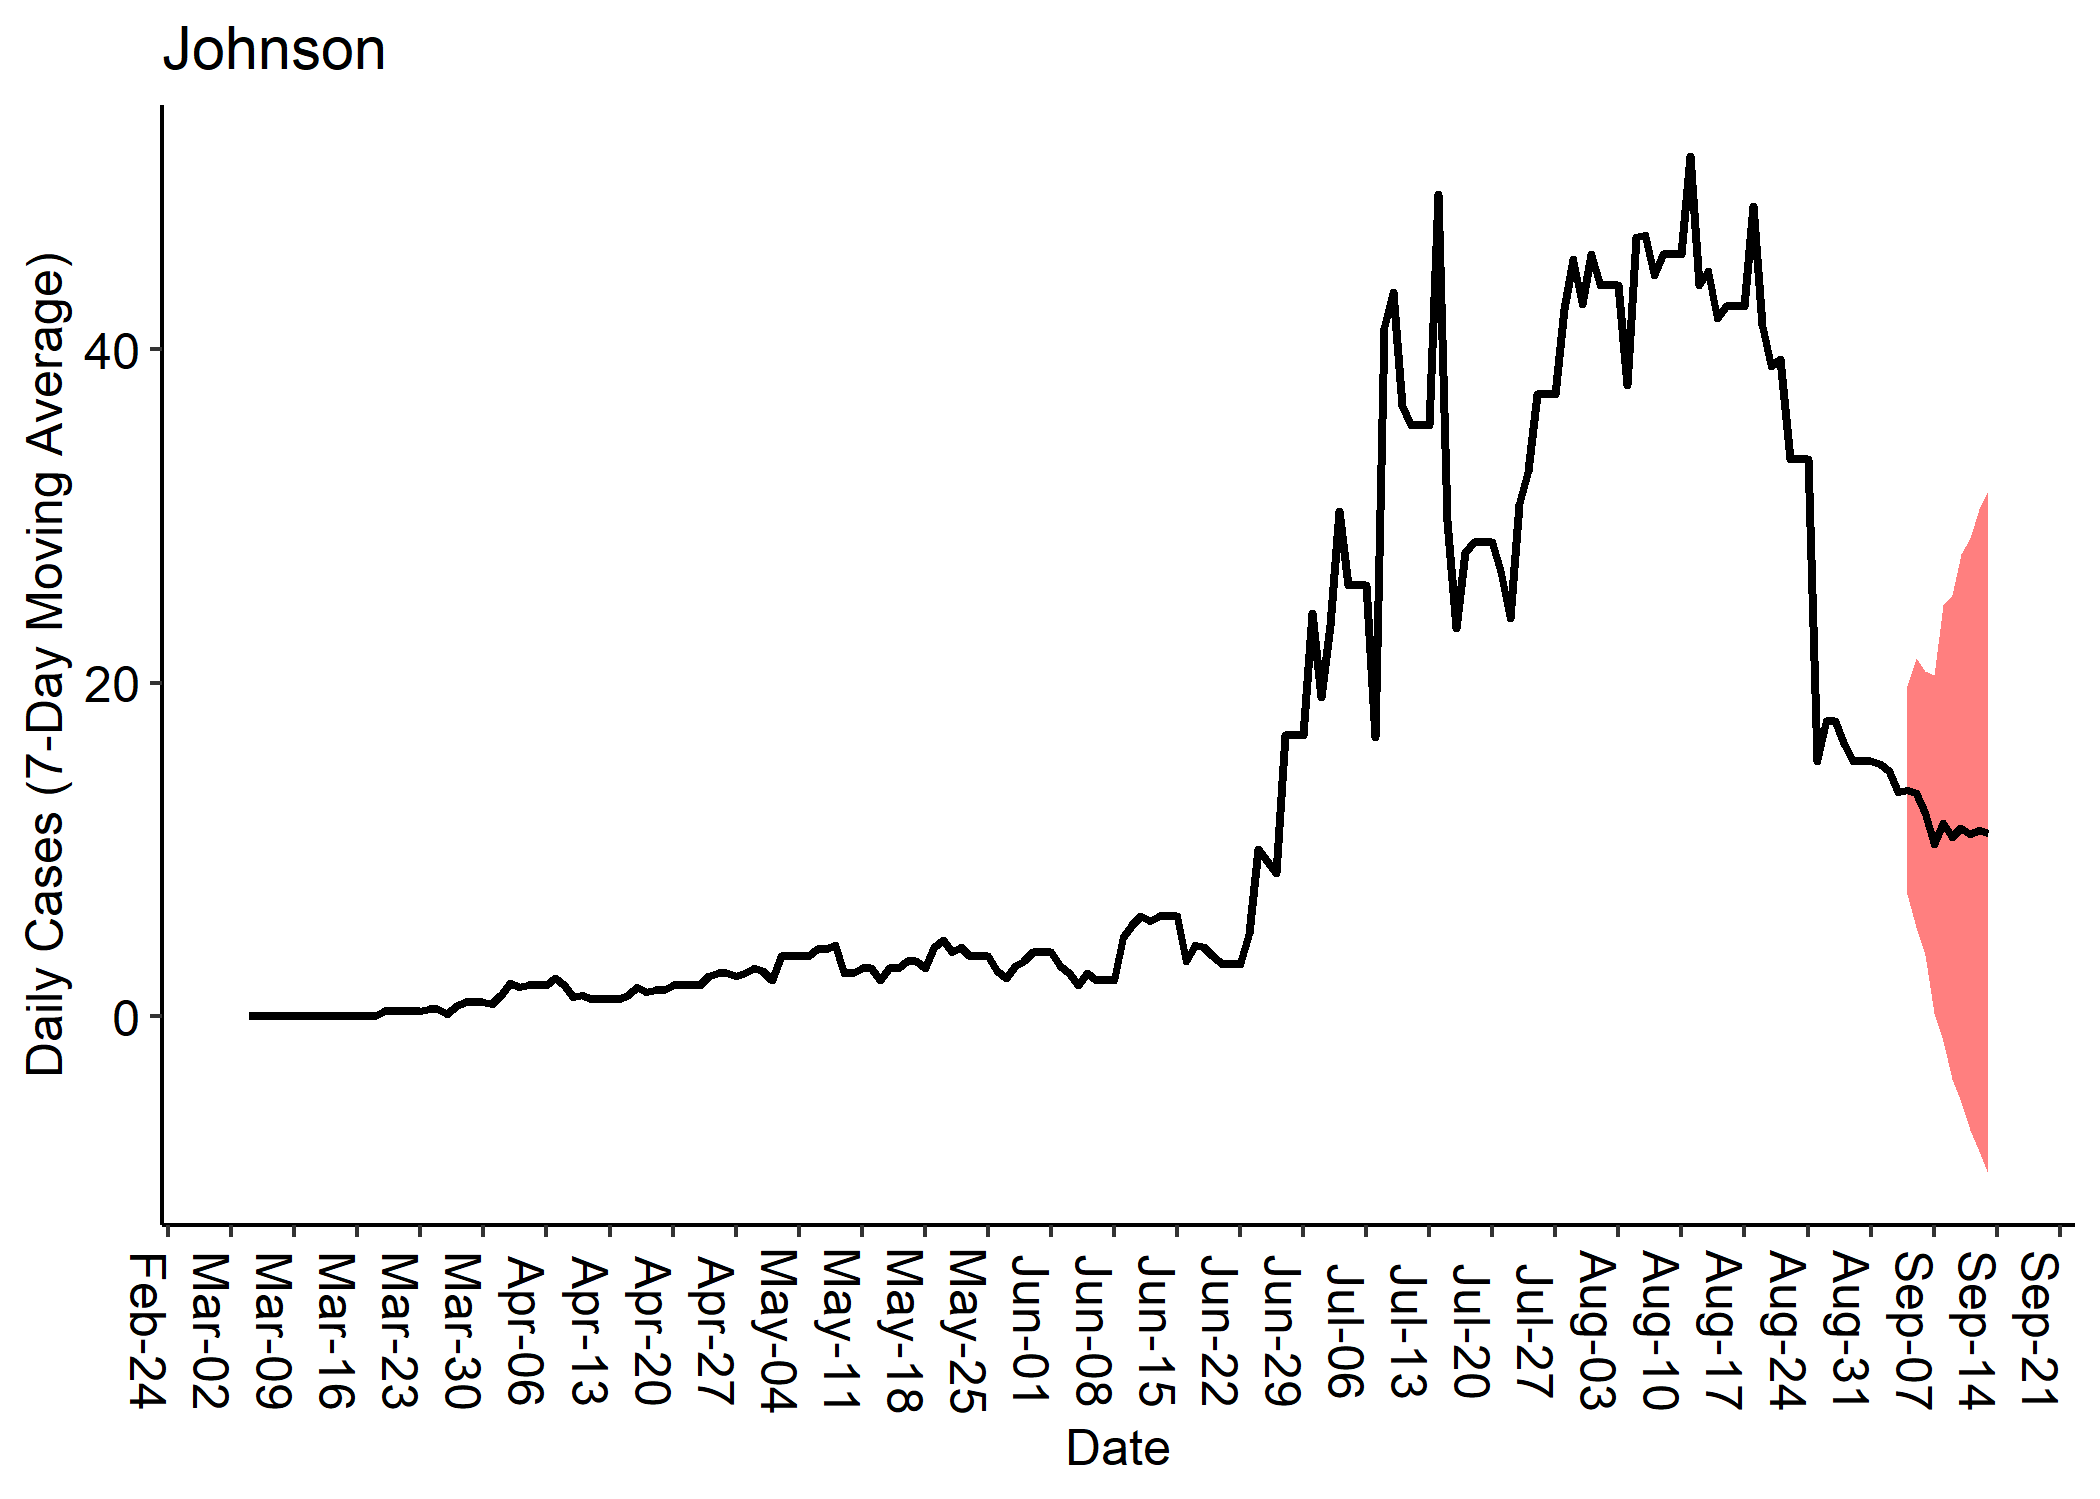 Johnson
Daily Cases (7-Day Moving Average)
40
20
0
Feb-24
Mar-02
Mar-09
Mar-16
Mar-23
Mar-30
Apr-06
Apr-13
Apr-20
Apr-27
May-04
May-11
May-18
May-25
Jun-01
Jun-08
Jun-15
Jun-22
Jun-29
Jul-06
Jul-13
Jul-20
Jul-27
Aug-03
Aug-10
Aug-17
Aug-24
Aug-31
Sep-07
Sep-14
Sep-21
Date